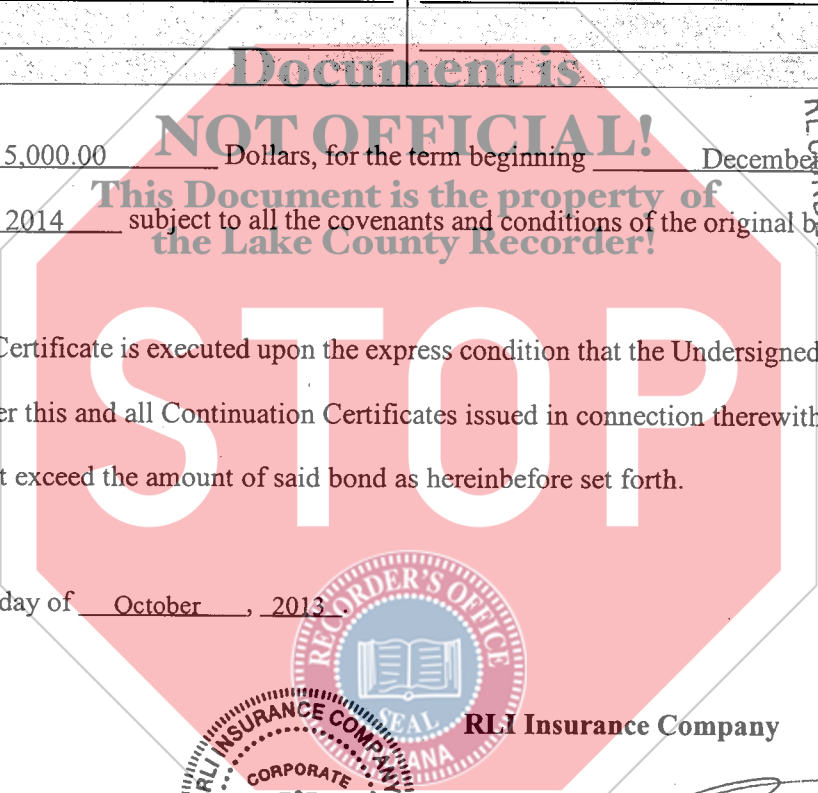 Document is
NOT OFFICIAL!
5,000.00 Dollars, for the term beginning December
This Document is the property of
2014 subject to all the covenants and conditions of the original b
the Lake County Recorder!
STOP
Certificate is executed upon the express condition that the Undersigned
er this and all Continuation Certificates issued in connection therewith
t exceed the amount of said bond as hereinbefore set forth.
day of October , 2013 .
RECORDER'S OFFICE
SEAL
RLI Insurance Company
RLI INSURANCE COMPANY
CORPORATE